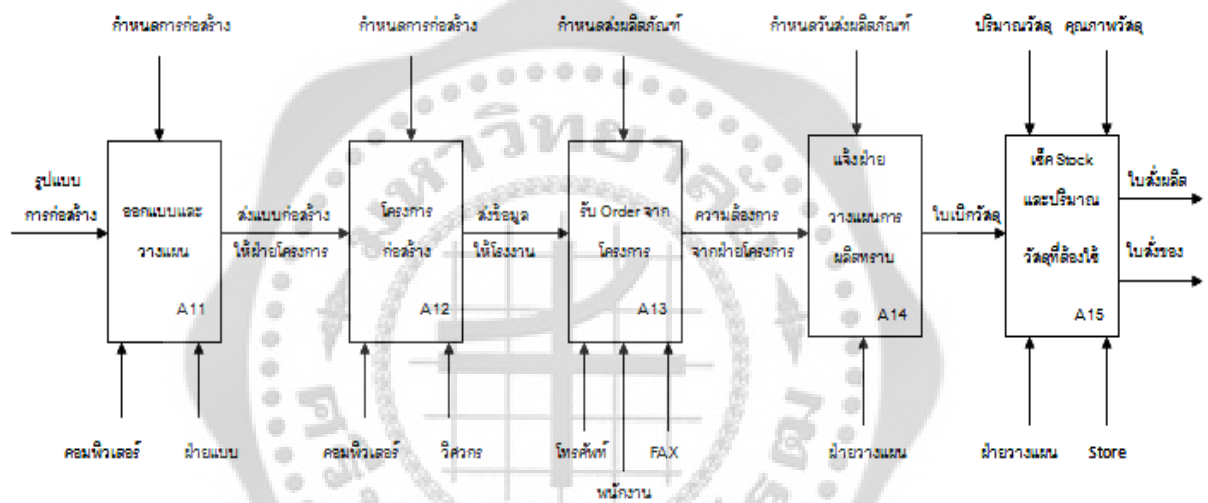 กำหนดการก่อสร้าง
กำหนดการก่อสร้าง
กำหนดส่งผลิตภัณฑ์
กำหนดวันส่งผลิตภัณฑ์
ปริมาณวัสดุ คุณภาพวัสดุ
รูปแบบ
การก่อสร้าง
ออกแบบและ
วางแผน
A11
ส่งแบบก่อสร้าง
ให้ฝ่ายโครงการ
โครงการ
ก่อสร้าง
A12
ส่งข้อมูล
ให้โรงงาน
รับ Order จาก
โครงการ
A13
ความต้องการ
จากฝ่ายโครงการ
แจ้งฝ่าย
วางแผนการ
ผลิตทราบ
A14
ใบเบิกวัสดุ
เช็ค Stock
และปริมาณ
วัสดุที่ต้องใช้
A15
ใบสั่งผลิต
ใบสั่งของ
คอมพิวเตอร์
ฝ่ายแบบ
คอมพิวเตอร์
วิศวกร
โทรศัพท์
FAX
พนักงาน
ฝ่ายวางแผน
ฝ่ายวางแผน
Store
มหาวิทยาลัย